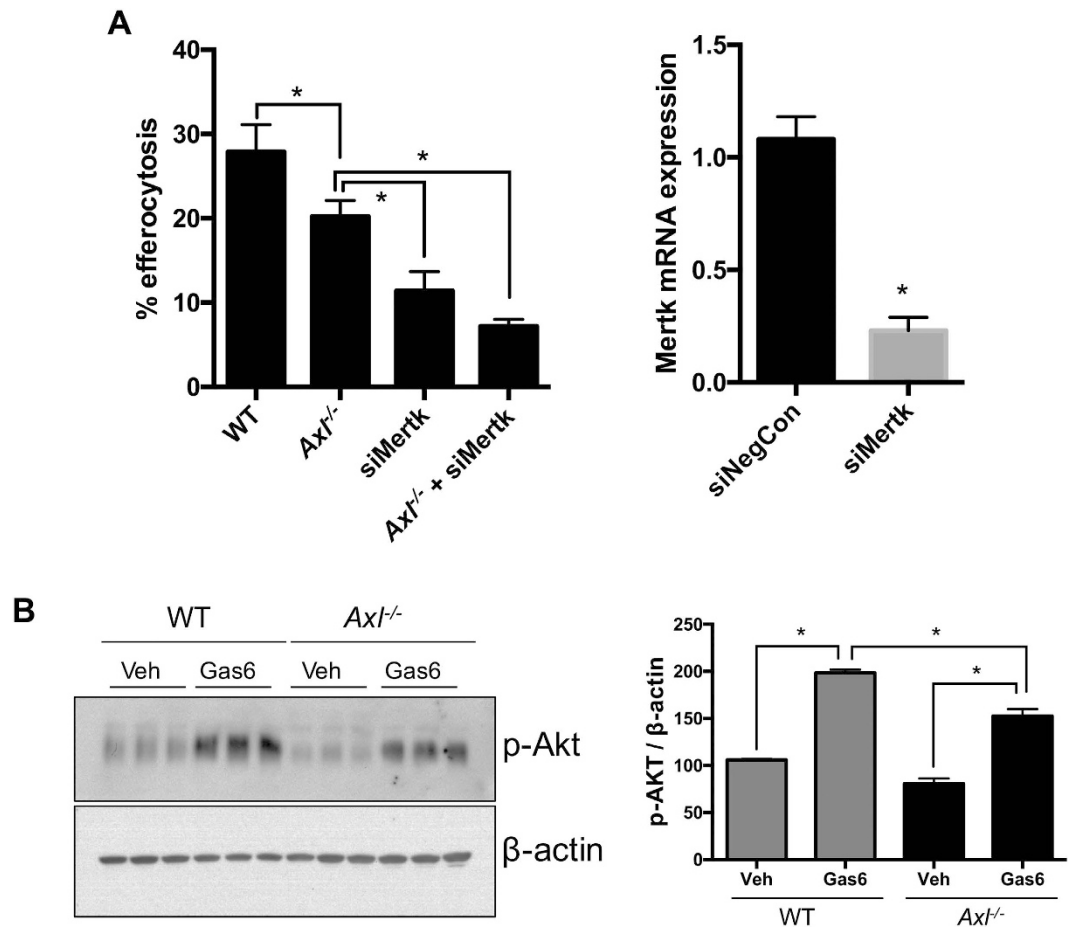 A
% efferocytosis
40
30
20
10
0
*
*
*
WT
Axl-/-
siMertk
Axl-/- + siMertk
Mertk mRNA expression
1.5
1.0
0.5
0.0
*
siNegCon
siMertk
B
WT
Axl-/-
Veh
Gas6
Veh
Gas6
p-Akt
β-actin
p-AKT / β-actin
250
200
150
100
50
0
*
*
*
Veh
Gas6
Veh
Gas6
WT
Axl-/-